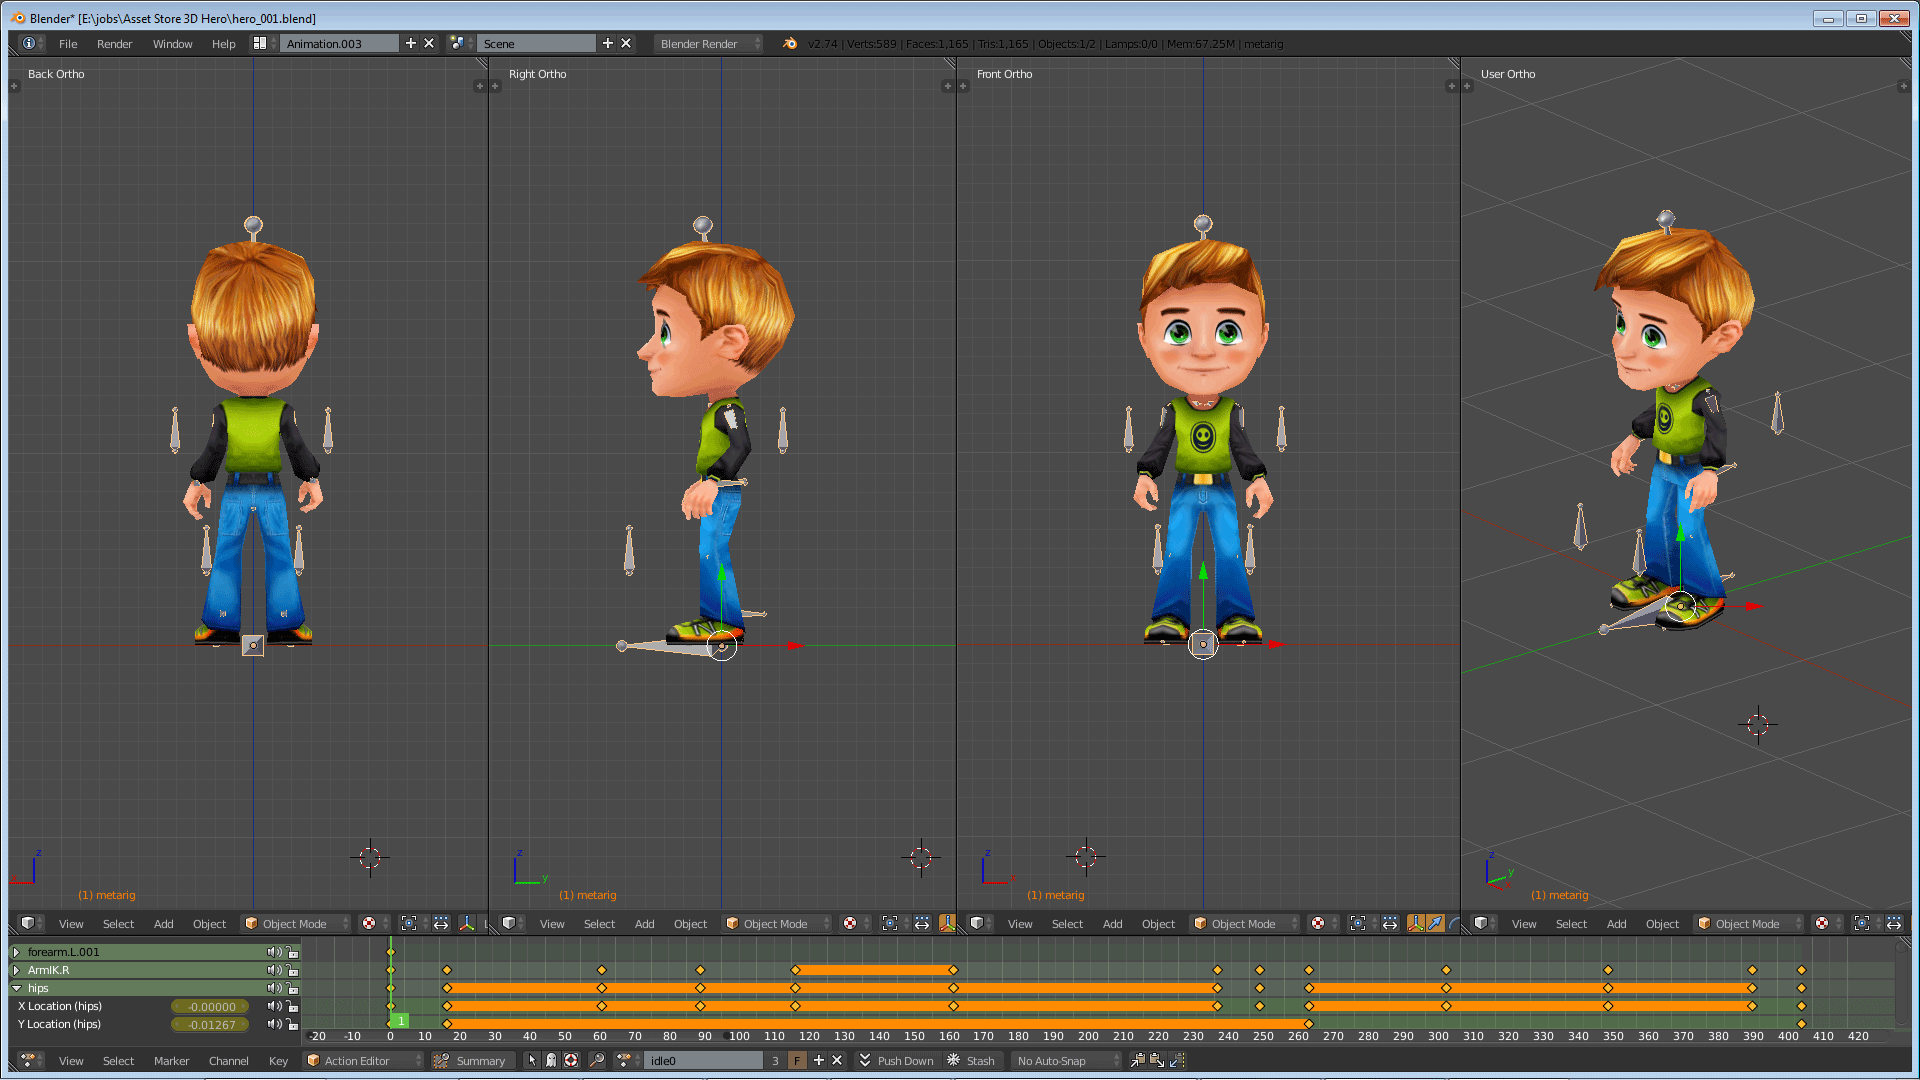 Blender* [E:\jobs\Asset Store 3D Hero\hero_001.blend]
File Render Window Help Animation.003 Scene Blender Render v2.74 | Verts:589 | Faces:1,165 | Tris:1,165 | Objects:1/2 | Lamps:0/0 | Mem:67.25M | metarig
Back Ortho Right Ortho Front Ortho User Ortho
z z z z
y x y
(1) metarig (1) metarig (1) metarig (1) metarig
View Select Add Object Object Mode View Select Add Object Object Mode View Select Add Object Object Mode View Select Add Object Object Mode
forearm.L.001
ArmIK.R
hips
X Location (hips) -0.00000
Y Location (hips) -0.01267
1
-20 -10 0 10 20 30 40 50 60 70 80 90 100 110 120 130 140 150 160 170 180 190 200 210 220 230 240 250 260 270 280 290 300 310 320 330 340 350 360 370 380 390 400 410 420
View Select Marker Channel Key Action Editor Summary idle0 3 F Push Down Stash No Auto-Snap